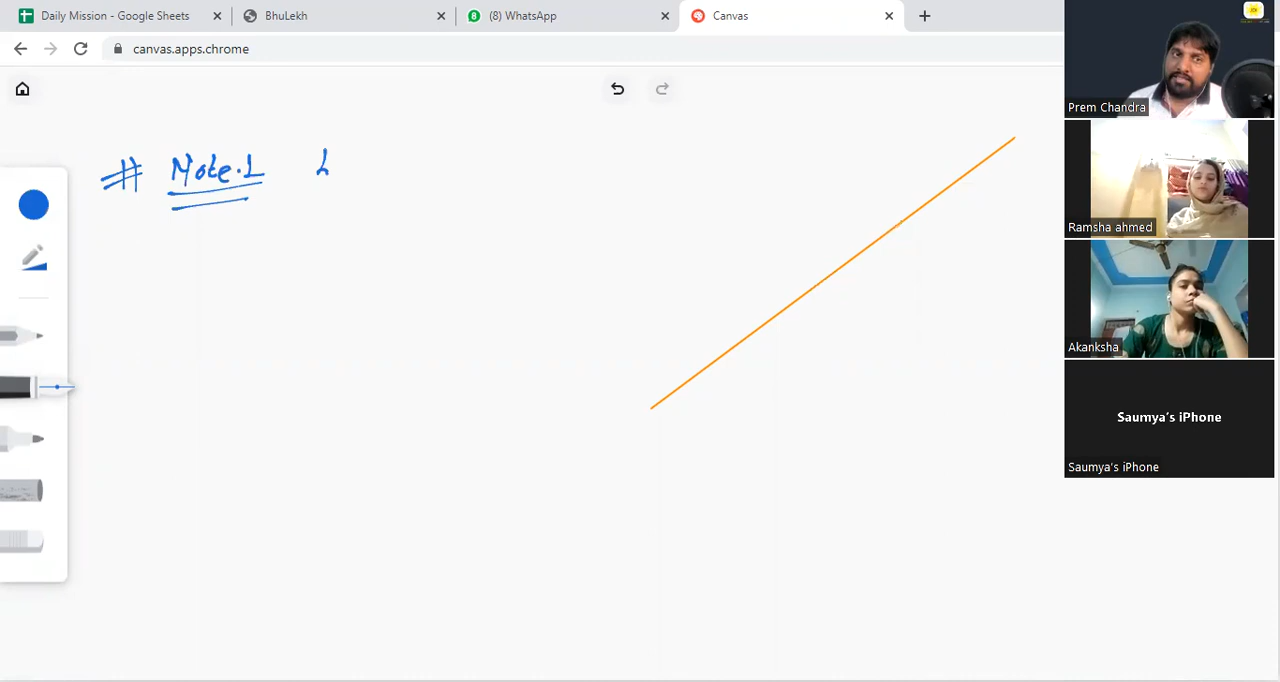 Daily Mission - Google Sheets
BhuLekh
(8) WhatsApp
Canvas
canvas.apps.chrome
# Note.1
Prem Chandra
Ramsha ahmed
Akanksha
Saumya's iPhone
Saumya's iPhone